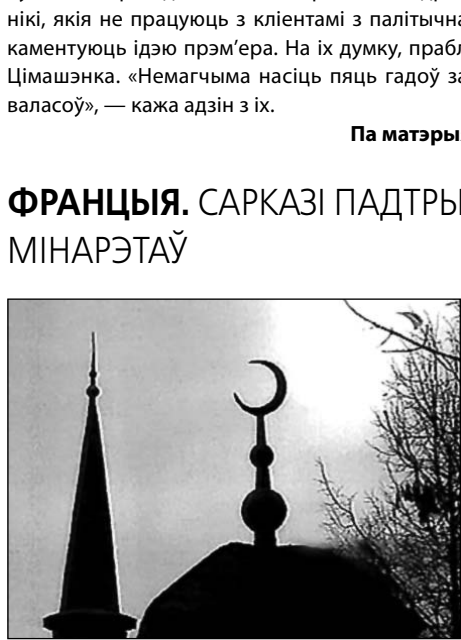 нікі, якія не працуюць з кліентамі з палітычна
каментуюць ідэю прэм’ера. На іх думку, прабл
Цімашэнка. «Немагчыма насіць пяць гадоў за
валасоў», — кажа адзін з іх.
Па матэрыя
ФРАНЦЫЯ. САРКАЗІ ПАДТРЫ
МІНАРЭТАЎ